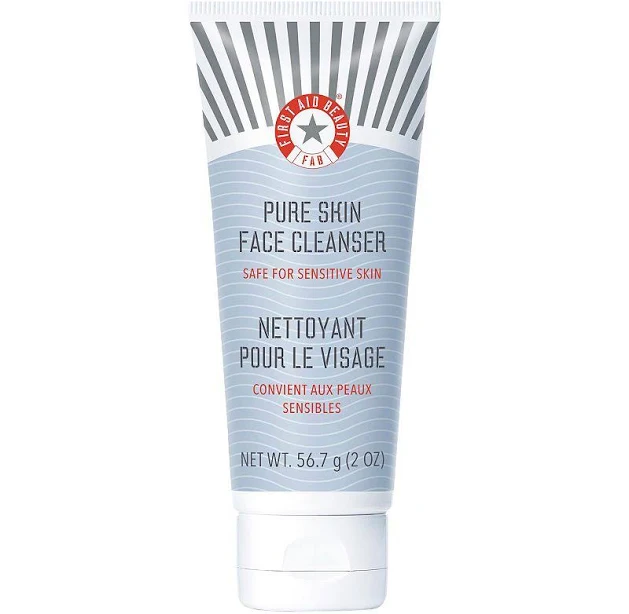 FIRST AID BEAUTY®
FAB
PURE SKIN
FACE CLEANSER
SAFE FOR SENSITIVE SKIN
NETTOYANT
POUR LE VISAGE
CONVIENT AUX PEAUX
SENSIBLES
NET WT. 56.7 g (2 OZ)